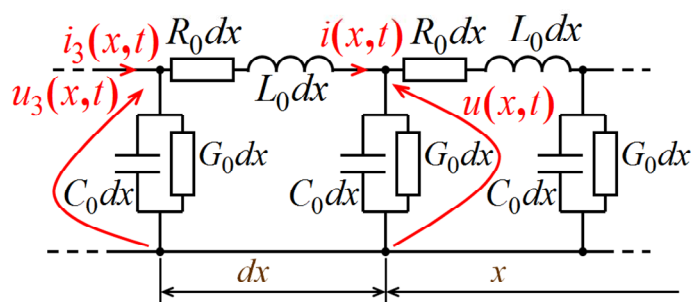 i₃(x,t) R₀dx i(x,t) R₀dx L₀dx
u₃(x,t) L₀dx u(x,t)
C₀dx G₀dx C₀dx G₀dx C₀dx G₀dx
dx x